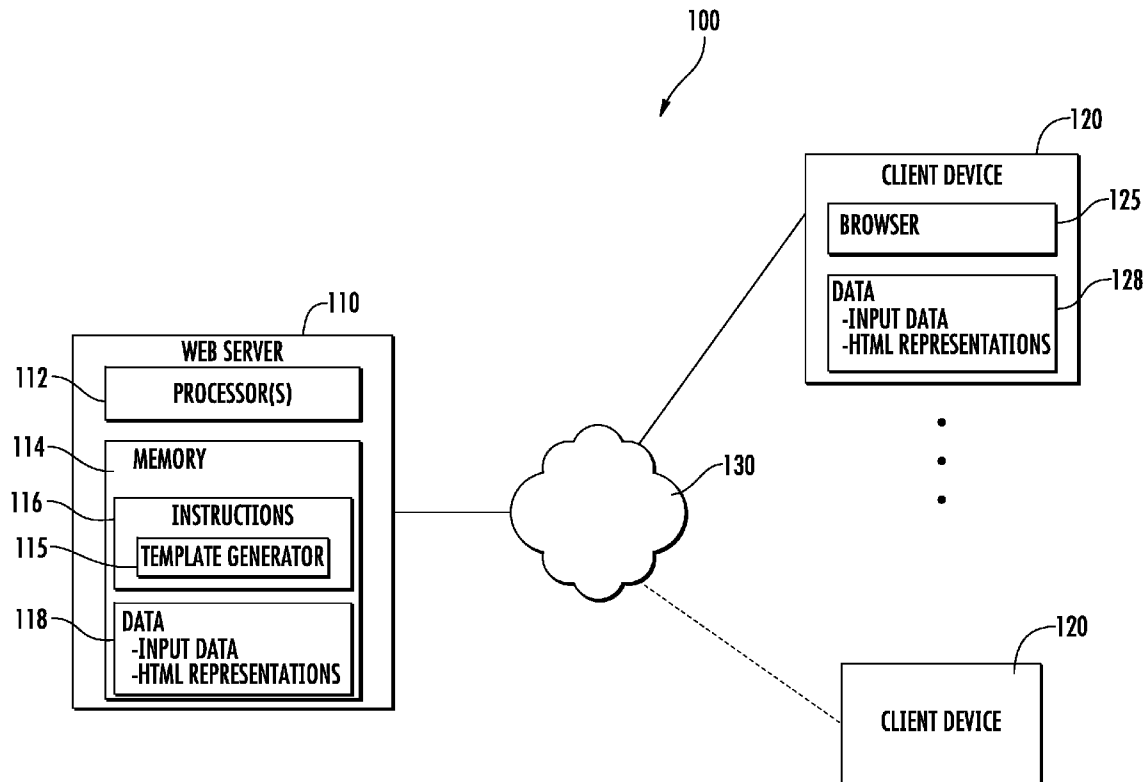 100
120
CLIENT DEVICE
BROWSER
125
DATA
-INPUT DATA
-HTML REPRESENTATIONS
128
110
WEB SERVER
112
PROCESSOR(S)
114
MEMORY
116
INSTRUCTIONS
115
TEMPLATE GENERATOR
118
DATA
-INPUT DATA
-HTML REPRESENTATIONS
130
120
CLIENT DEVICE